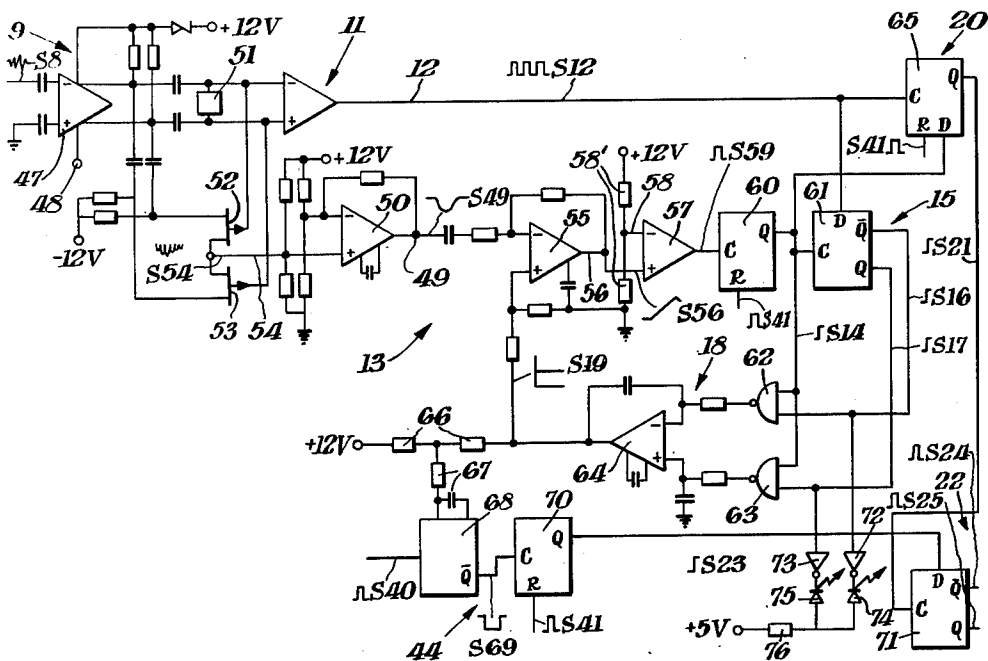 9
S8
+12V
51
11
12
S12
65
20
Q
C
R D
S41
-
+
-
+
47
48
52
+12V
50
-
+
S49
58'
+12V
58
S59
60
61
15
D
Q̄
Q
C
Q
C
R
S41
-12V
S54
53
54
49
55
-
+
56
57
-
+
S56
S21
S16
S17
S14
13
S19
18
62
66
+12V
64
-
+
63
67
68
70
S24
S25
22
72
73
S23
75
74
S40
Q̄
C
Q
R
44
S69
S41
+5V
76
D
Q̄
C
Q
71